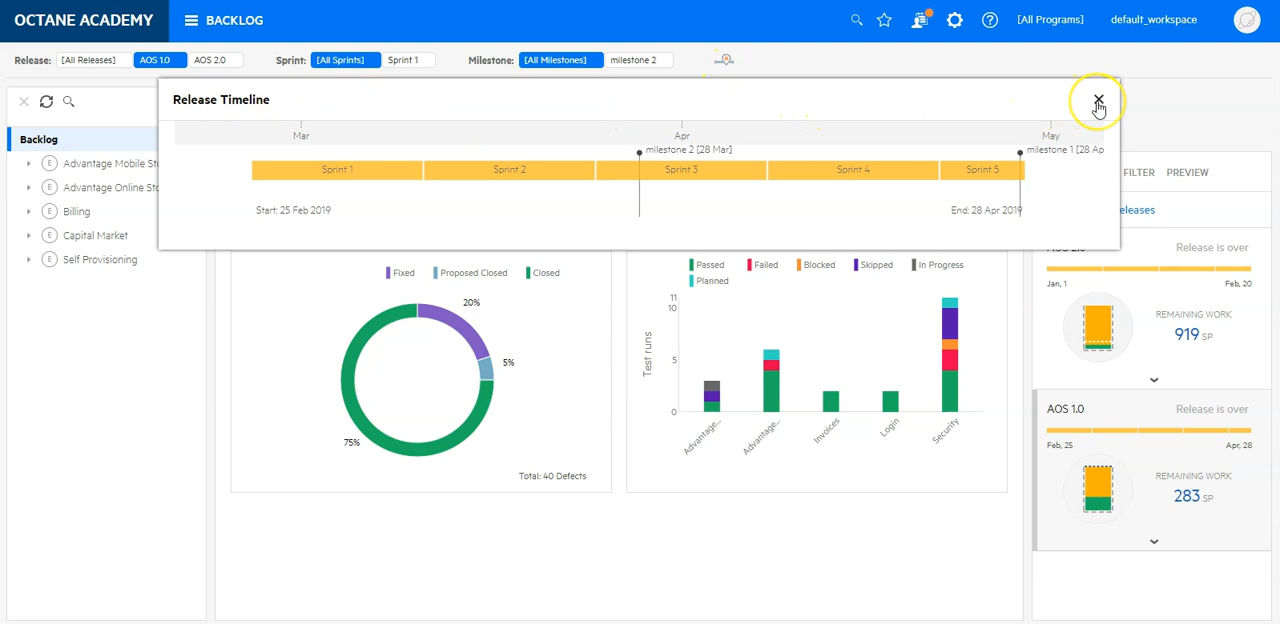 OCTANE ACADEMY
BACKLOG
[All Programs]
default_workspace
Release: [All Releases] AOS 1.0 AOS 2.0 Sprint: [All Sprints] Sprint 1 Milestone: [All Milestones] milestone 2
Release Timeline
Mar Apr May
milestone 2 [28 Mar] milestone 1 [28 Ap
Sprint 1 Sprint 2 Sprint 3 Sprint 4 Sprint 5
Start: 25 Feb 2019 End: 28 Apr 2019
Backlog
E Advantage Mobile Sto
E Advantage Online Sto
E Billing
E Capital Market
E Self Provisioning
Fixed Proposed Closed Closed
20%
5%
75%
Total: 40 Defects
Passed Failed Blocked Skipped In Progress
Planned
Test runs
11
10
5
0
Advantage... Advantage... Invoices Login Security
FILTER PREVIEW
eleases
Release is over
Jan, 1 Feb, 20
REMAINING WORK
919 SP
AOS 1.0 Release is over
Feb, 25 Apr, 28
REMAINING WORK
283 SP